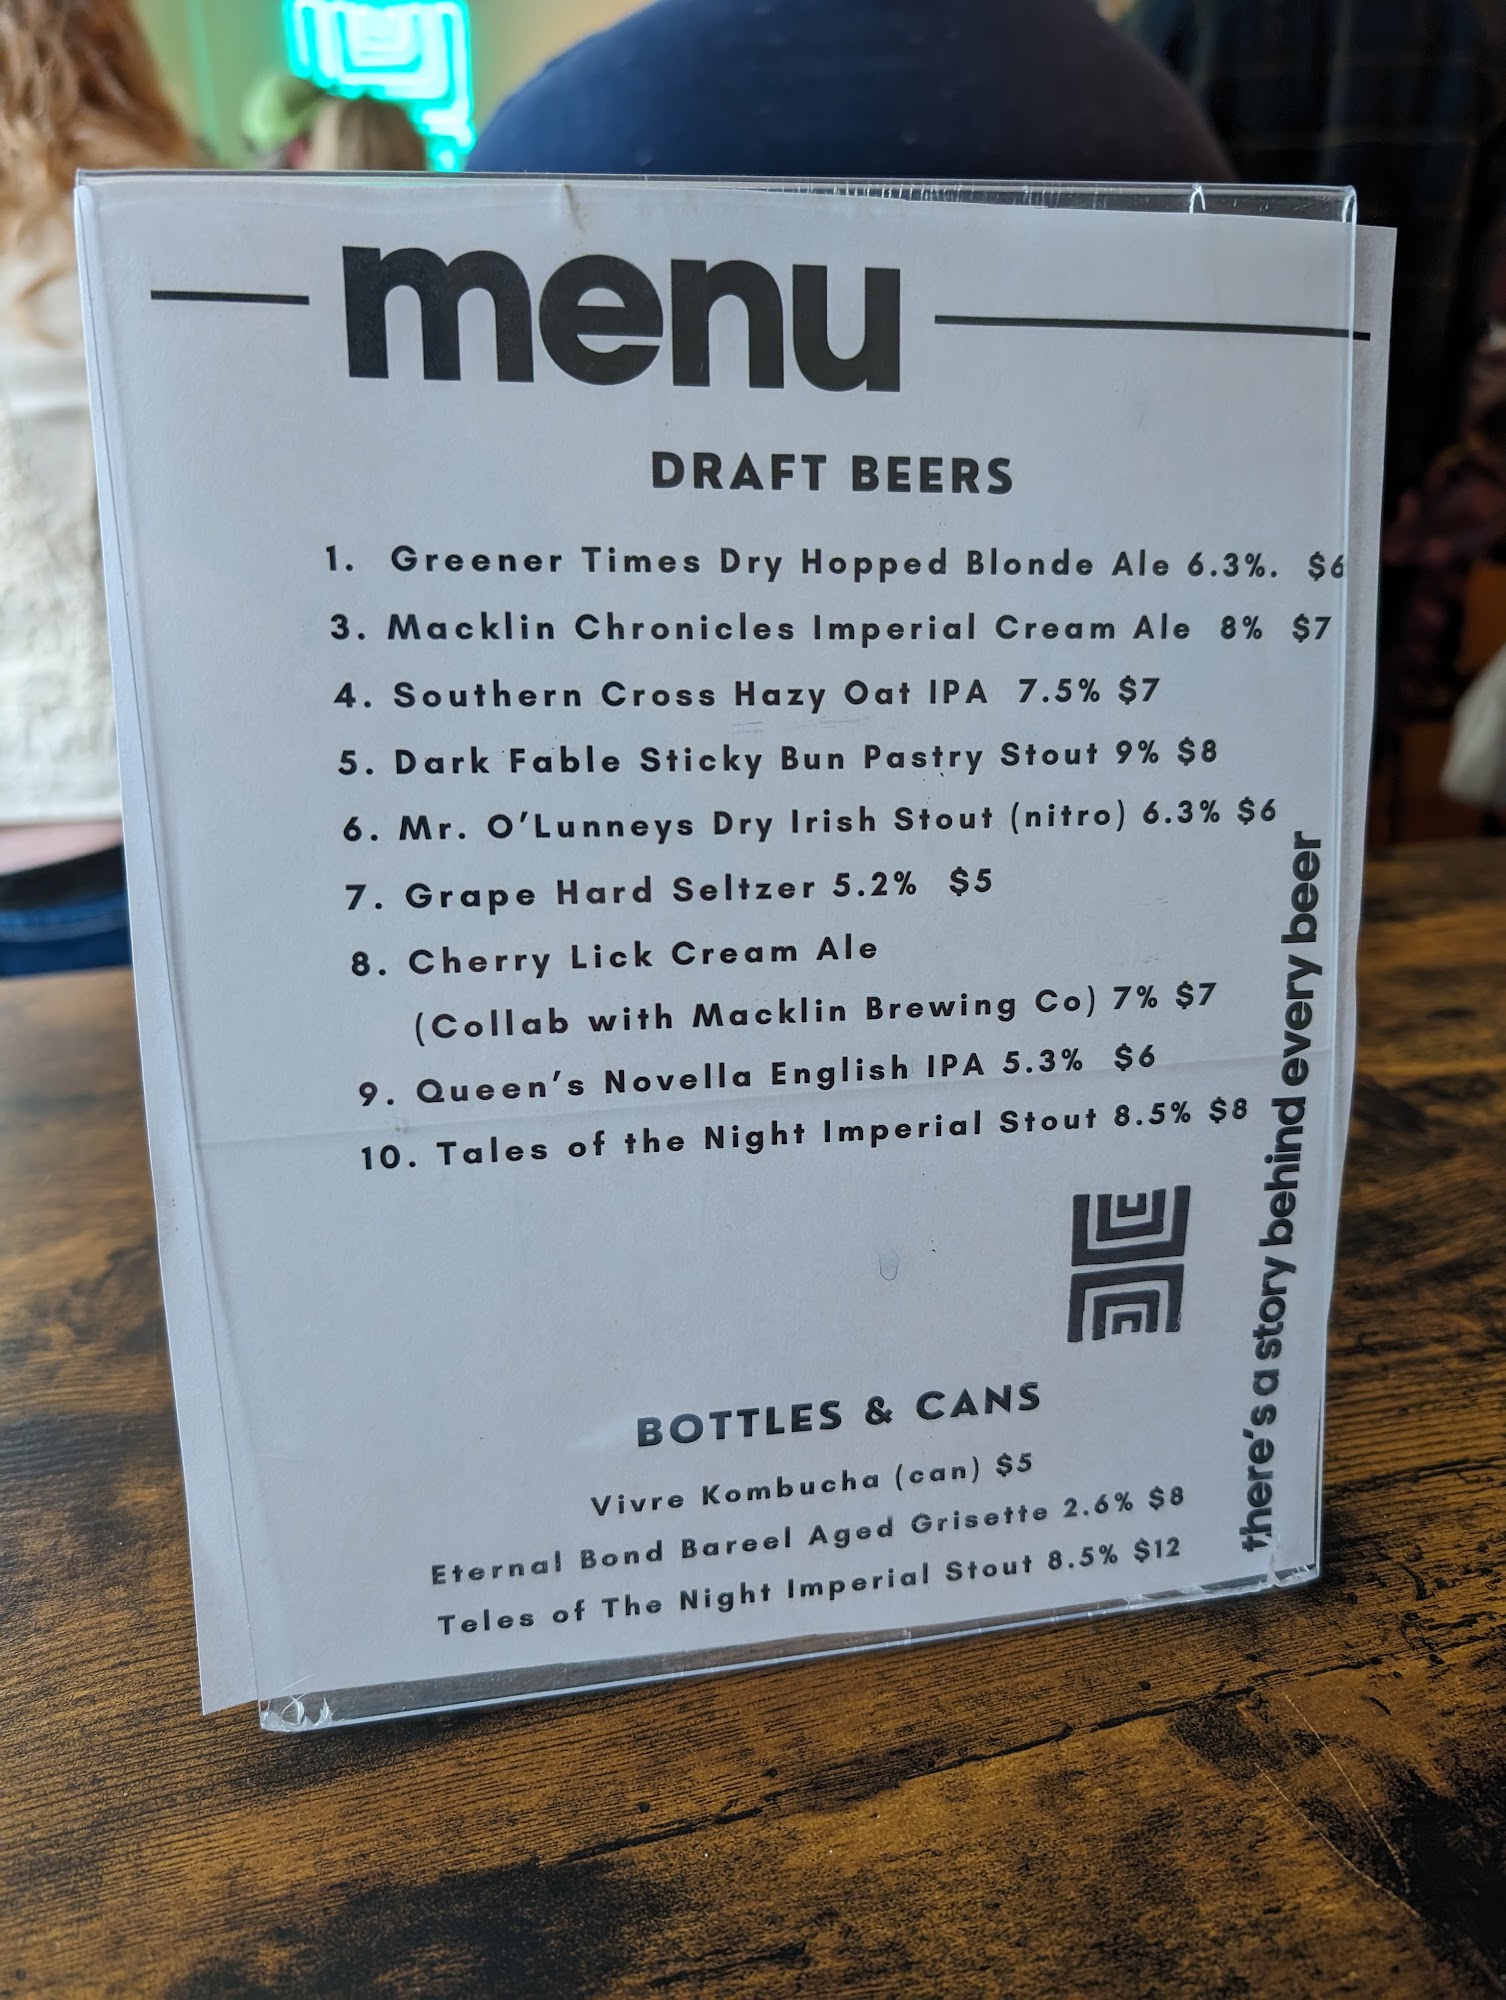 menu
DRAFT BEERS
1. Greener Times Dry Hopped Blonde Ale 6.3%. $6
3. Macklin Chronicles Imperial Cream Ale 8% $7
4. Southern Cross Hazy Oat IPA 7.5% $7
5. Dark Fable Sticky Bun Pastry Stout 9% $8
6. Mr. O'Lunneys Dry Irish Stout (nitro) 6.3% $6
7. Grape Hard Seltzer 5.2% $5
8. Cherry Lick Cream Ale
(Collab with Macklin Brewing Co) 7% $7
9. Queen's Novella English IPA 5.3% $6
10. Tales of the Night Imperial Stout 8.5% $8
BOTTLES & CANS
Vivre Kombucha (can) $5
Eternal Bond Bareel Aged Grisette 2.6% $8
Teles of The Night Imperial Stout 8.5% $12
there's a story behind every beer